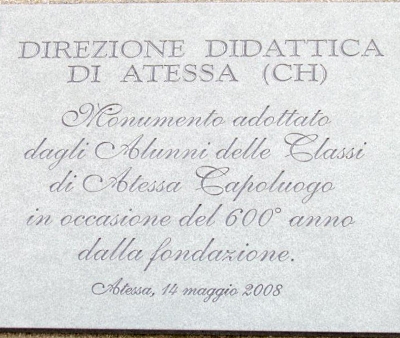 DIREZIONE DIDATTICA
DI ATESSA (CH)
Monumento adottato
dagli Alunni delle Classi
di Atessa Capoluogo
in occasione del 600° anno
dalla fondazione.
Atessa, 14 maggio 2008